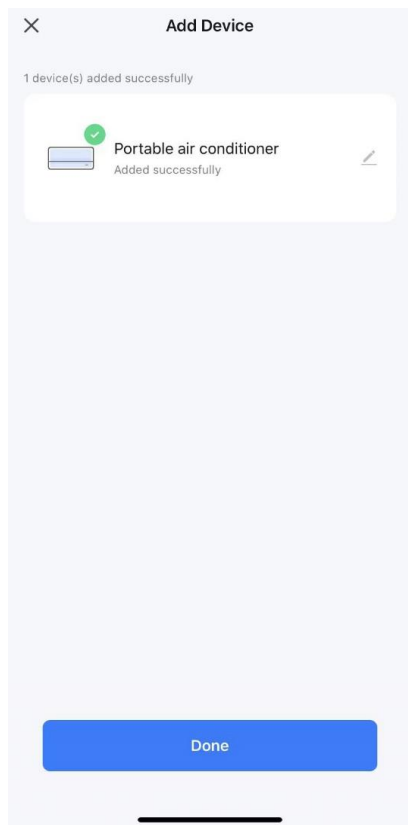 Add Device
1 device(s) added successfully
Portable air conditioner
Added successfully
Done